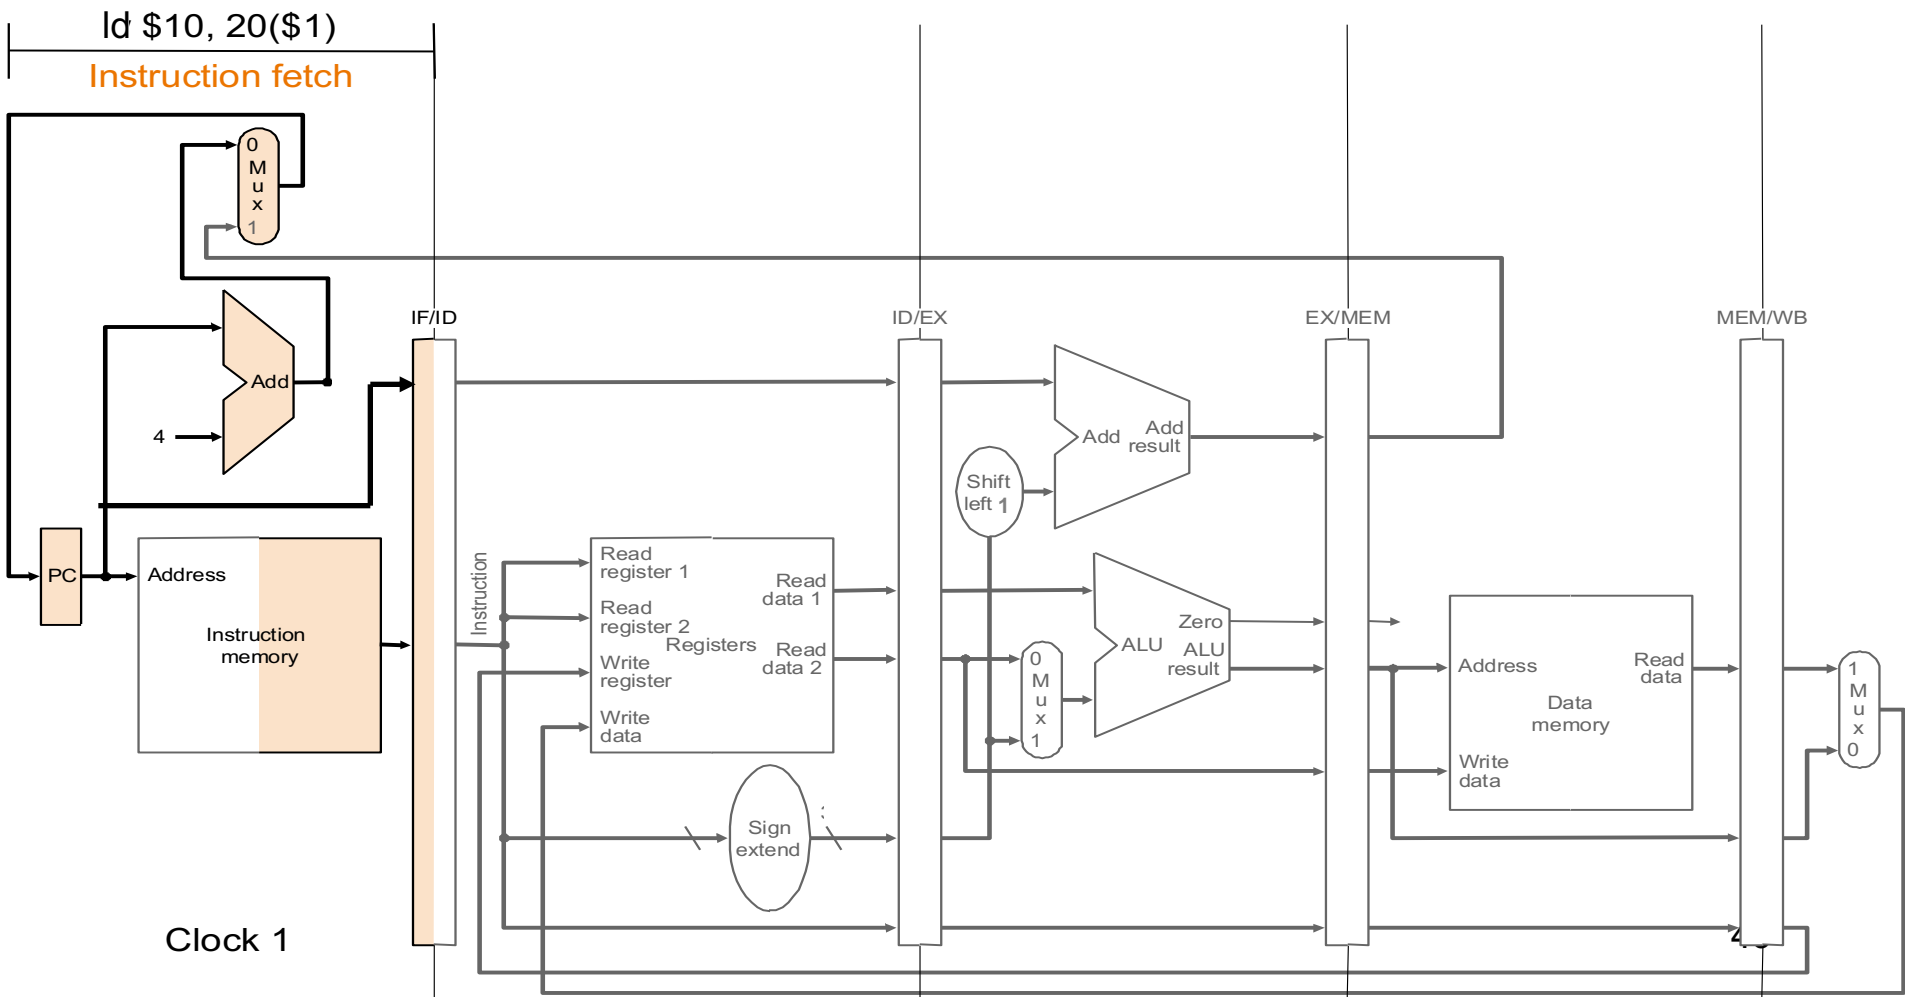 ld $10, 20($1)
Instruction fetch
0
M
u
x
1
IF/ID
ID/EX
EX/MEM
MEM/WB
Add
4
Add
Add
result
Shift
left 1
PC
Address
Instruction
memory
Instruction
Read
register 1
Read
register 2
Registers
Write
register
Write
data
Read
data 1
Read
data 2
Sign
extend
0
M
u
x
1
ALU
Zero
ALU
result
Address
Read
data
Data
memory
Write
data
1
M
u
x
0
Clock 1